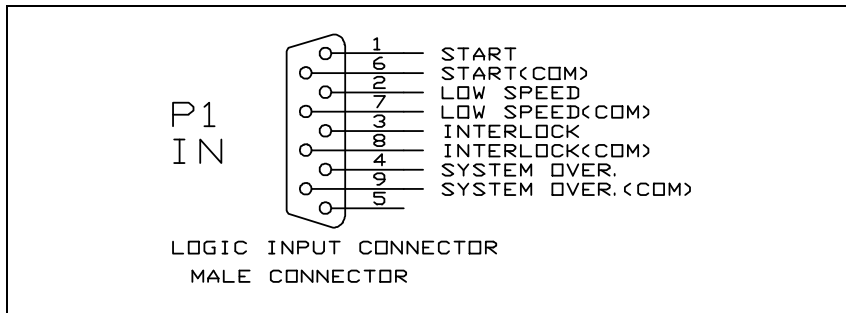 P1
IN
1 START
6 START(COM)
2 LOW SPEED
7 LOW SPEED(COM)
3 INTERLOCK
8 INTERLOCK(COM)
4 SYSTEM OVER.
9 SYSTEM OVER.(COM)
5
LOGIC INPUT CONNECTOR
MALE CONNECTOR